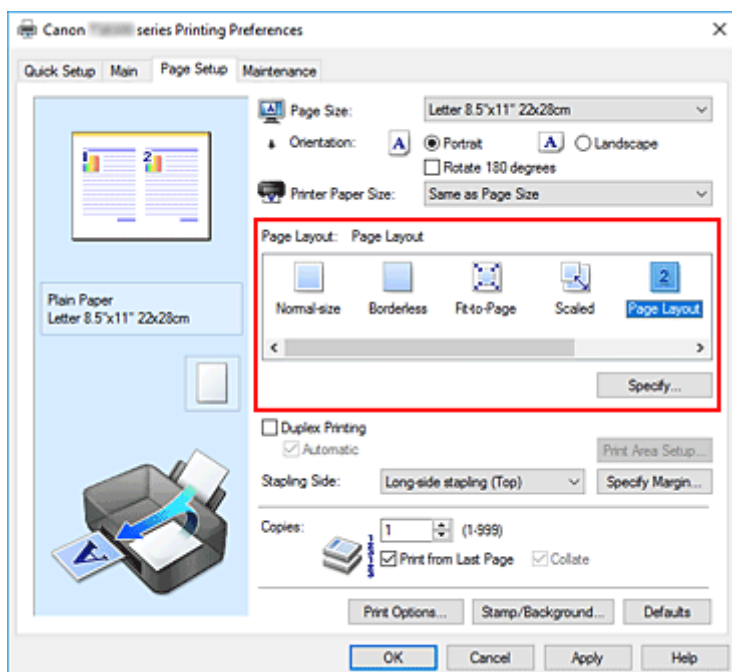 Canon series Printing Preferences
Quick Setup Main Page Setup Maintenance
1 2
Plain Paper
Letter 8.5"x11" 22x28cm
A
Page Size: Letter 8.5"x11" 22x28cm
Orientation: A Portrait A Landscape
Rotate 180 degrees
Printer Paper Size: Same as Page Size
Page Layout: Page Layout
2
Normal-size Borderless Fit-to-Page Scaled Page Layout
Specify...
Duplex Printing
Automatic Print Area Setup...
Stapling Side: Long-side stapling (Top) Specify Margin...
Copies: 1 (1-999)
Print from Last Page Collate
Print Options... Stamp/Background... Defaults
OK Cancel Apply Help